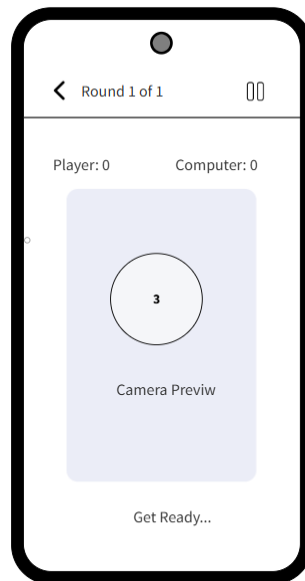 Round 1 of 1
Player: 0 Computer: 0
3
Camera Previw
Get Ready...